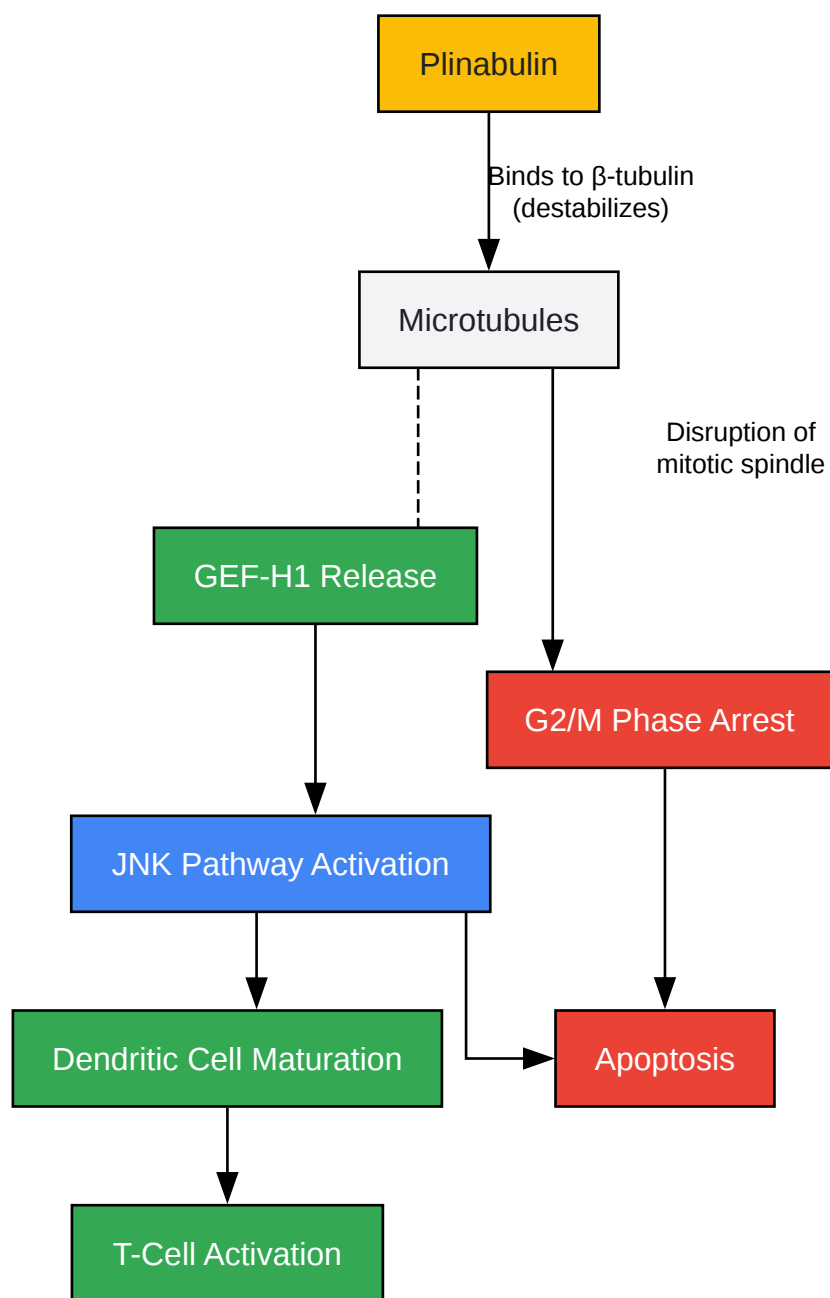 Plinabulin
Binds to β-tubulin
(destabilizes)
Microtubules
Disruption of
mitotic spindle
GEF-H1 Release
G2/M Phase Arrest
JNK Pathway Activation
Dendritic Cell Maturation
Apoptosis
T-Cell Activation